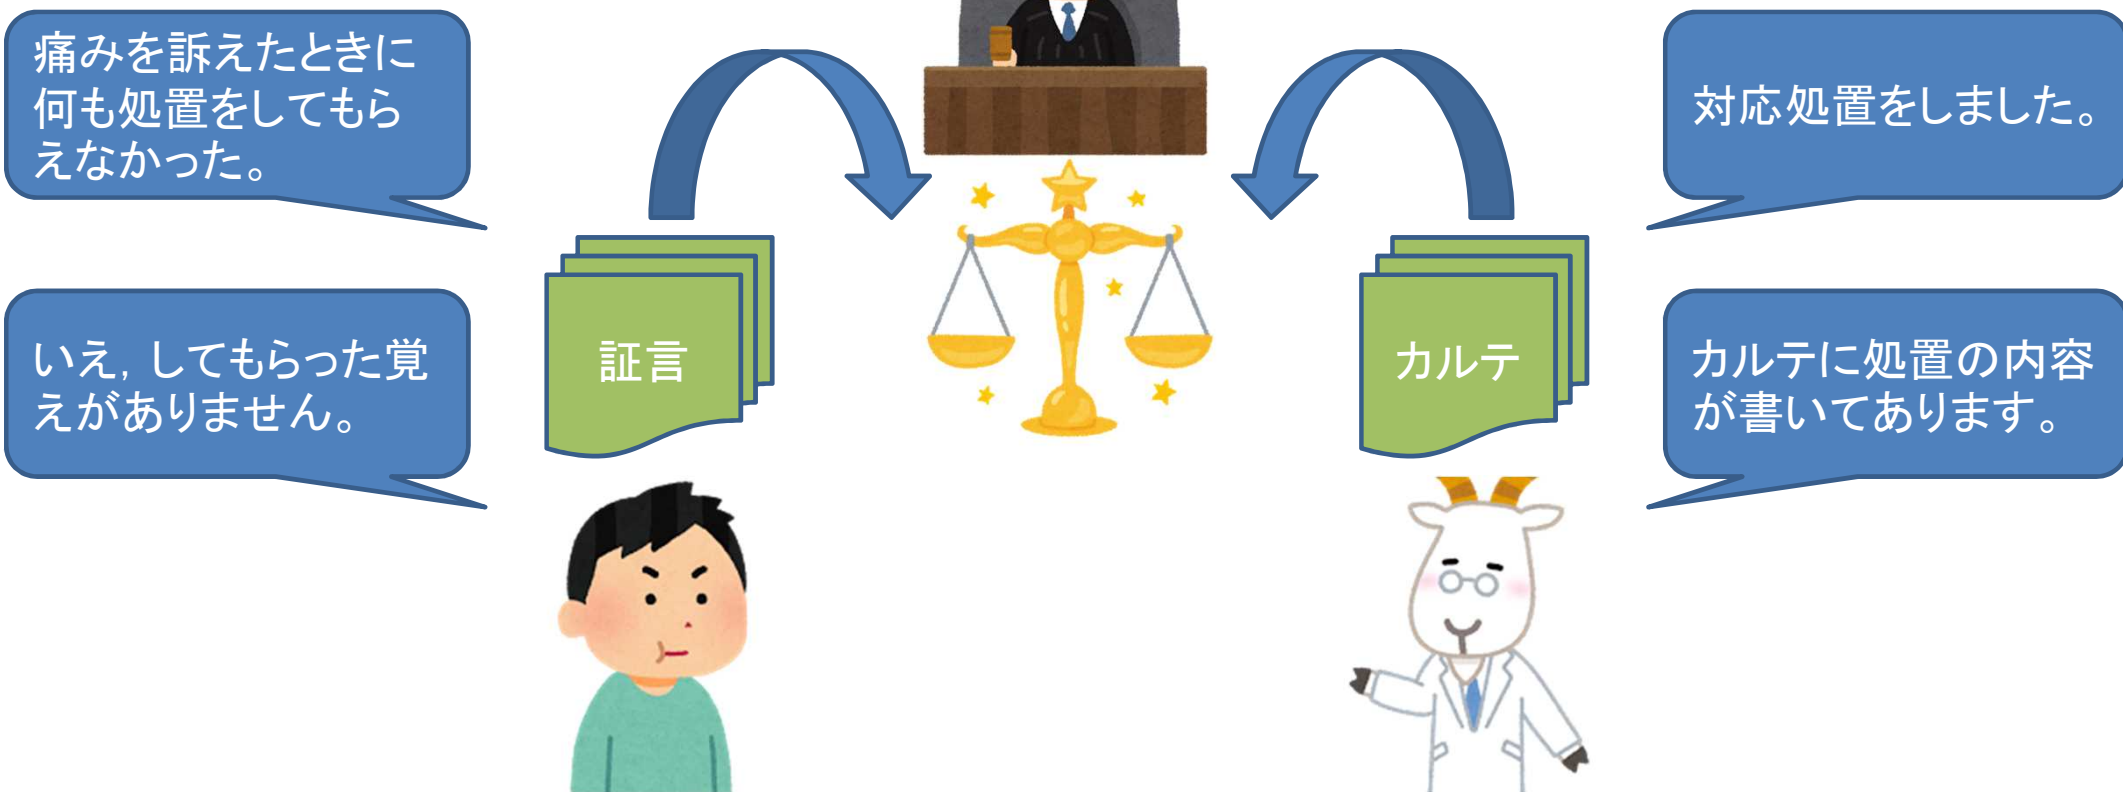 痛みを訴えたときに
何も処置をしてもら
えなかった。
対応処置をしました。
いえ，してもらった覚
えがありません。
証言
カルテ
カルテに処置の内容
が書いてあります。